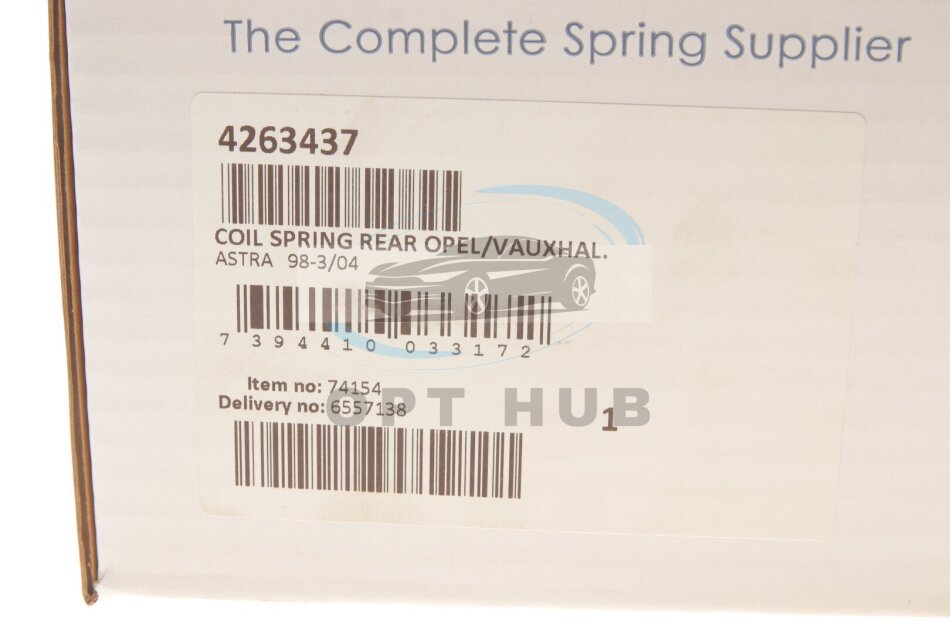 The Complete Spring Supplier
4263437
COIL SPRING REAR OPEL/VAUXHAL.
ASTRA 98-3/04
7 394410 033172
Item no: 74154
Delivery no: 6557138
1
OPT HUB